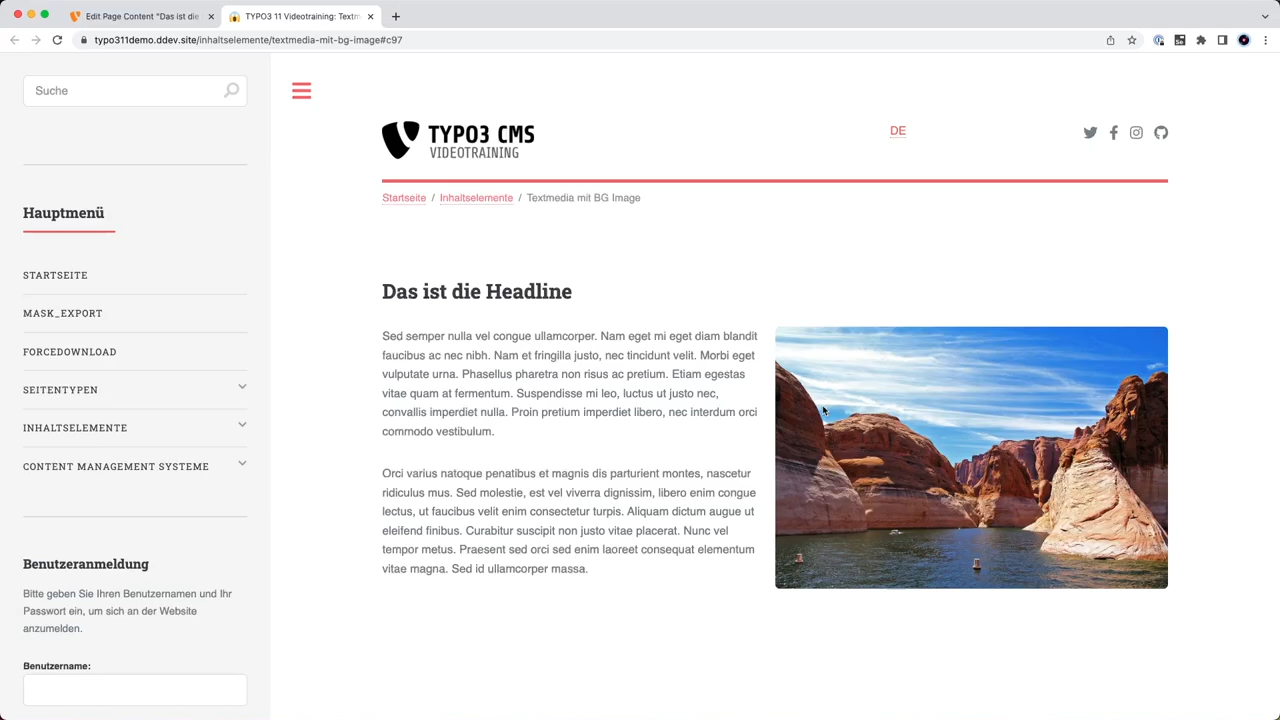 Edit Page Content "Das ist die
TYPO3 11 Videotraining: Textm
typo311demo.ddev.site/inhaltselemente/textmedia-mit-bg-image#c97
Suche
Hauptmenü
STARTSEITE
MASK_EXPORT
FORCEDOWNLOAD
SEITENTYPEN
INHALTSELEMENTE
CONTENT MANAGEMENT SYSTEME
Benutzeranmeldung
Bitte geben Sie Ihren Benutzernamen und Ihr
Passwort ein, um sich an der Website
anzumelden.
Benutzername:
TYPO3 CMS
VIDEOTRAINING
DE
Startseite / Inhaltselemente / Textmedia mit BG Image
Das ist die Headline
Sed semper nulla vel congue ullamcorper. Nam eget mi eget diam blandit
faucibus ac nec nibh. Nam et fringilla justo, nec tincidunt velit. Morbi eget
vulputate urna. Phasellus pharetra non risus ac pretium. Etiam egestas
vitae quam at fermentum. Suspendisse mi leo, luctus ut justo nec,
convallis imperdiet nulla. Proin pretium imperdiet libero, nec interdum orci
commodo vestibulum.
Orci varius natoque penatibus et magnis dis parturient montes, nascetur
ridiculus mus. Sed molestie, est vel viverra dignissim, libero enim congue
lectus, ut faucibus velit enim consectetur turpis. Aliquam dictum augue ut
eleifend finibus. Curabitur suscipit non justo vitae placerat. Nunc vel
tempor metus. Praesent sed orci sed enim laoreet consequat elementum
vitae magna. Sed id ullamcorper massa.